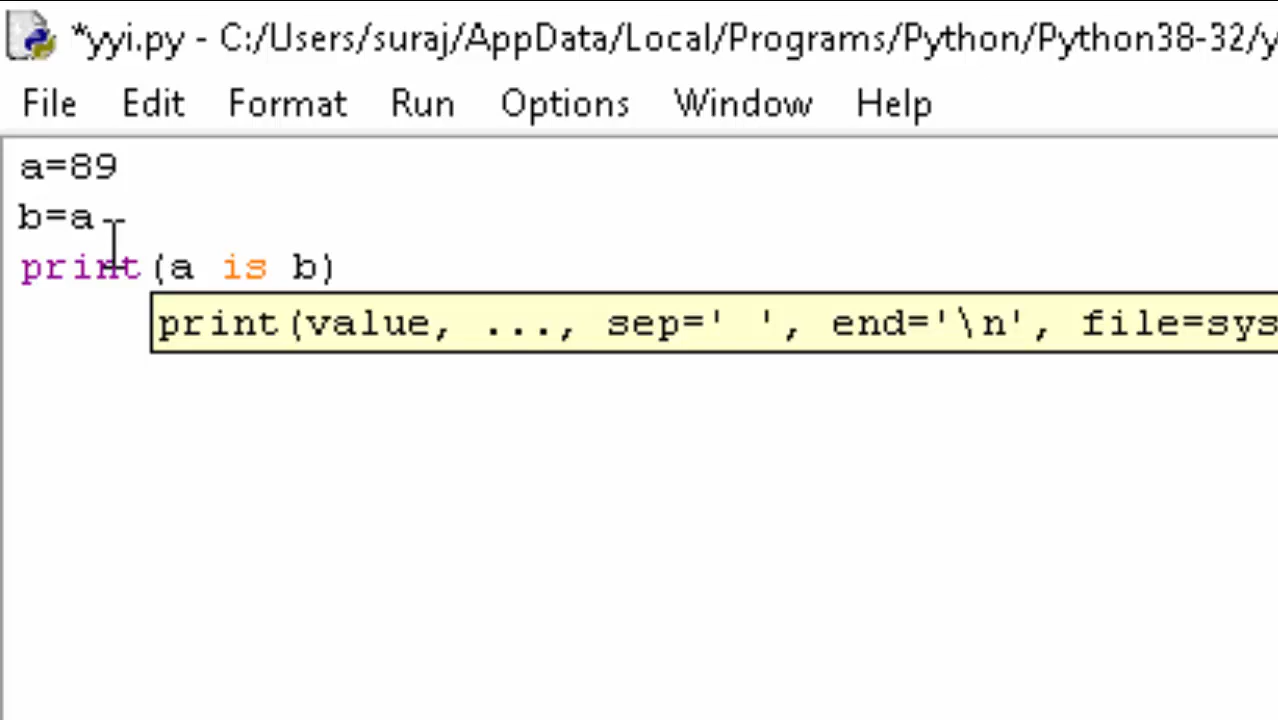 *yyi.py - C:/Users/suraj/AppData/Local/Programs/Python/Python38-32/y
File Edit Format Run Options Window Help
a=89
b=a
print(a is b)
print(value, ..., sep=' ', end='\n', file=sys